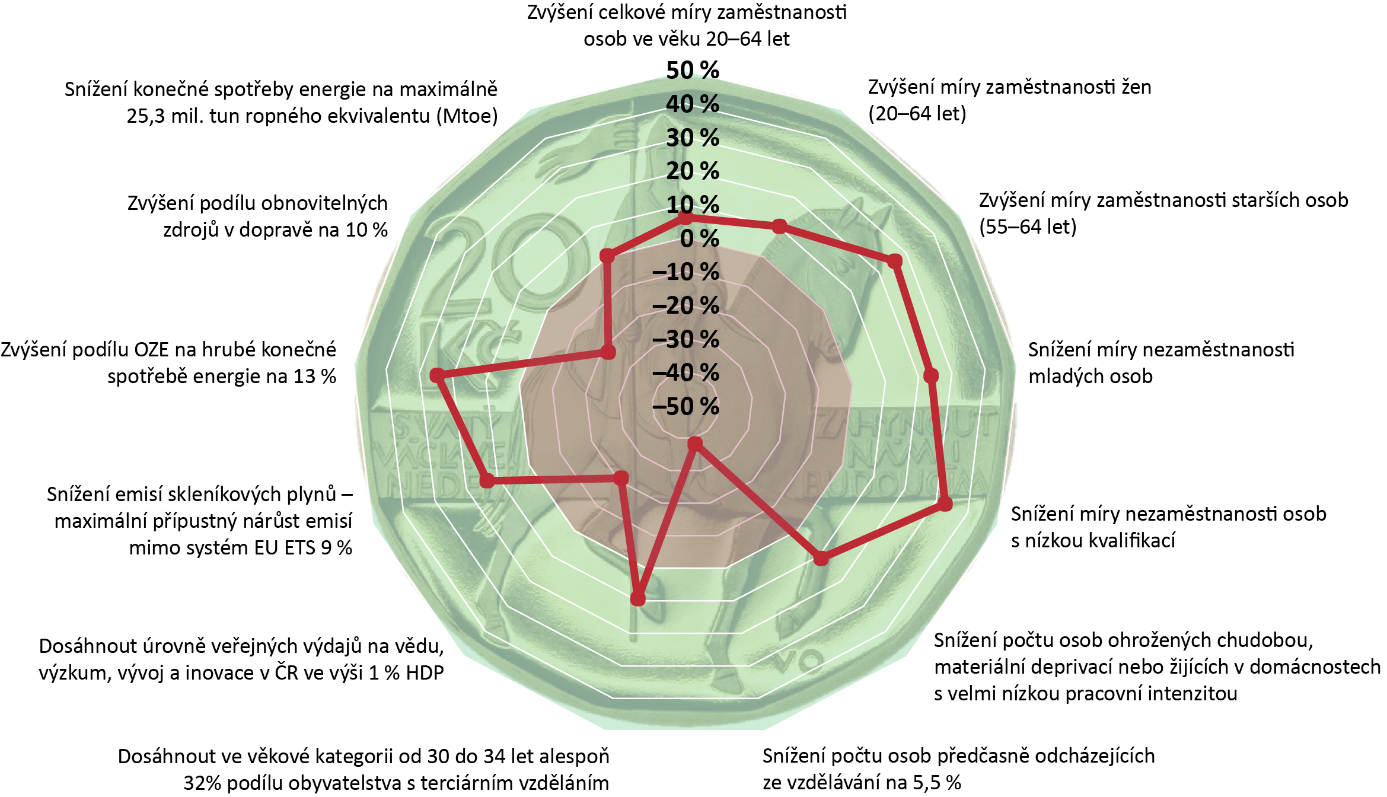 Zvýšení celkové míry zaměstnanosti
osob ve věku 20–64 let
50 %
40 %
30 %
20 %
10 %
0 %
–10 %
–20 %
–30 %
–40 %
–50 %
Zvýšení míry zaměstnanosti žen
(20–64 let)
Zvýšení míry zaměstnanosti starších osob
(55–64 let)
Snížení míry nezaměstnanosti
mladých osob
Snížení míry nezaměstnanosti osob
s nízkou kvalifikací
Snížení počtu osob ohrožených chudobou,
materiální deprivací nebo žijících v domácnostech
s velmi nízkou pracovní intenzitou
Snížení počtu osob předčasně odcházejících
ze vzdělávání na 5,5 %
Dosáhnout ve věkové kategorii od 30 do 34 let alespoň
32% podílu obyvatelstva s terciárním vzděláním
Dosáhnout úrovně veřejných výdajů na vědu,
výzkum, vývoj a inovace v ČR ve výši 1 % HDP
Snížení emisí skleníkových plynů –
maximální přípustný nárůst emisí
mimo systém EU ETS 9 %
Zvýšení podílu OZE na hrubé konečné
spotřebě energie na 13 %
Zvýšení podílu obnovitelných
zdrojů v dopravě na 10 %
Snížení konečné spotřeby energie na maximálně
25,3 mil. tun ropného ekvivalentu (Mtoe)
20
Kč
SVATÝ
ZAHYNOUT
NÁM I